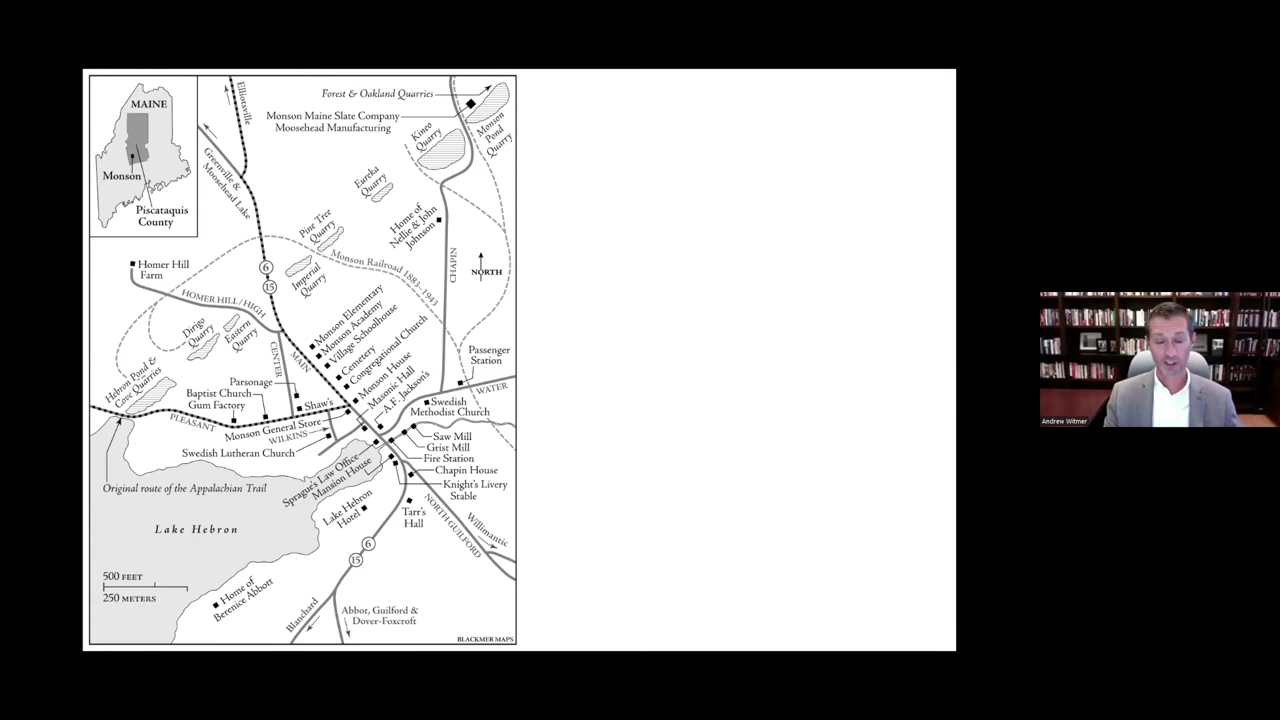 MAINE
Monson
Piscataquis
County
Elliotsville
Greenville &
Moosehead Lake
Forest & Oakland Quarries
Monson Maine Slate Company
Moosehead Manufacturing
Monson
Pond
Quarry
Kineo
Quarry
Eureka
Quarry
Home of
Nellie & John
Johnson
Pine Tree
Quarry
Imperial
Quarry
Monson Railroad 1883–1943
CHAPIN
NORTH
6
15
Homer Hill
Farm
HOMER HILL / HIGH
Dirigo
Quarry
Eastern
Quarry
Hebron Pond &
Cove Quarries
CENTER
MAIN
Monson Elementary
Monson Academy
Village Schoolhouse
Cemetery
Congregational Church
Monson House
Masonic Hall
A.F. Jackson's
Passenger
Station
WATER
Parsonage
Baptist Church
Gum Factory
Shaw's
PLEASANT
Monson General Store
WILKINS
Swedish Lutheran Church
Swedish
Methodist Church
Saw Mill
Grist Mill
Fire Station
Chapin House
Knight's Livery
Stable
Sprague's Law Office
Mansion House
Lake Hebron
Hotel
Tarr's
Hall
NORTH GUILFORD
Willimantic
Original route of the Appalachian Trail
Lake Hebron
6
15
500 FEET
250 METERS
Home of
Berenice Abbott
Blanchard
Abbot, Guilford &
Dover-Foxcroft
BLACKMER MAPS
Andrew Witmer